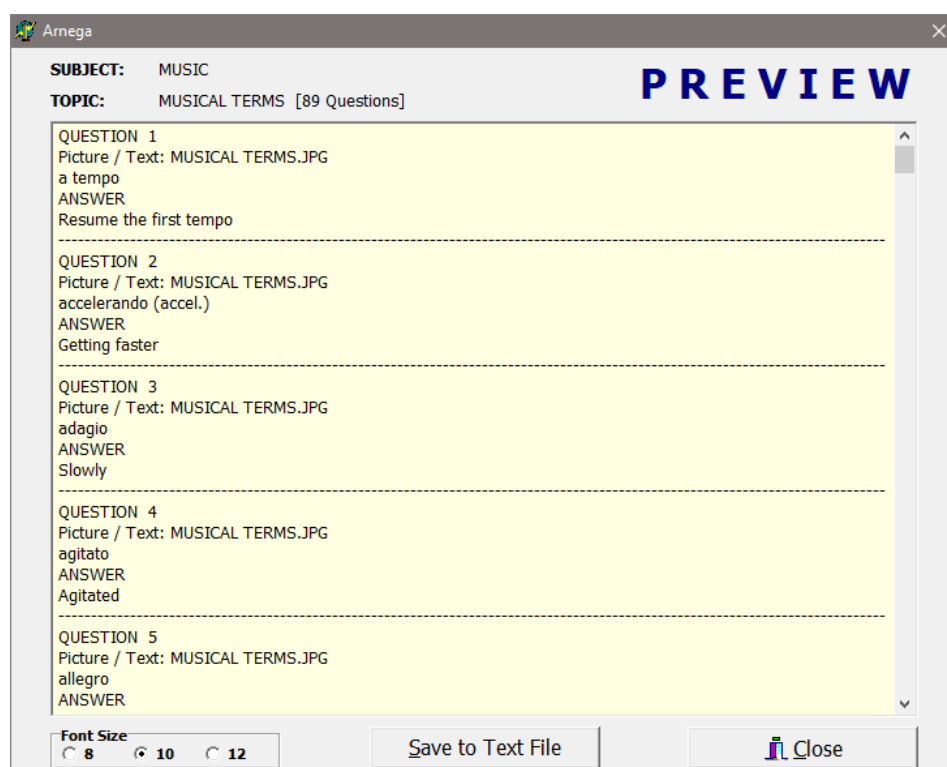 Arnega
SUBJECT: MUSIC
PREVIEW
TOPIC: MUSICAL TERMS [89 Questions]
QUESTION 1
Picture / Text: MUSICAL TERMS.JPG
a tempo
ANSWER
Resume the first tempo
QUESTION 2
Picture / Text: MUSICAL TERMS.JPG
accelerando (accel.)
ANSWER
Getting faster
QUESTION 3
Picture / Text: MUSICAL TERMS.JPG
adagio
ANSWER
Slowly
QUESTION 4
Picture / Text: MUSICAL TERMS.JPG
agitato
ANSWER
Agitated
QUESTION 5
Picture / Text: MUSICAL TERMS.JPG
allegro
ANSWER
Font Size
8 10 12
Save to Text File
Close